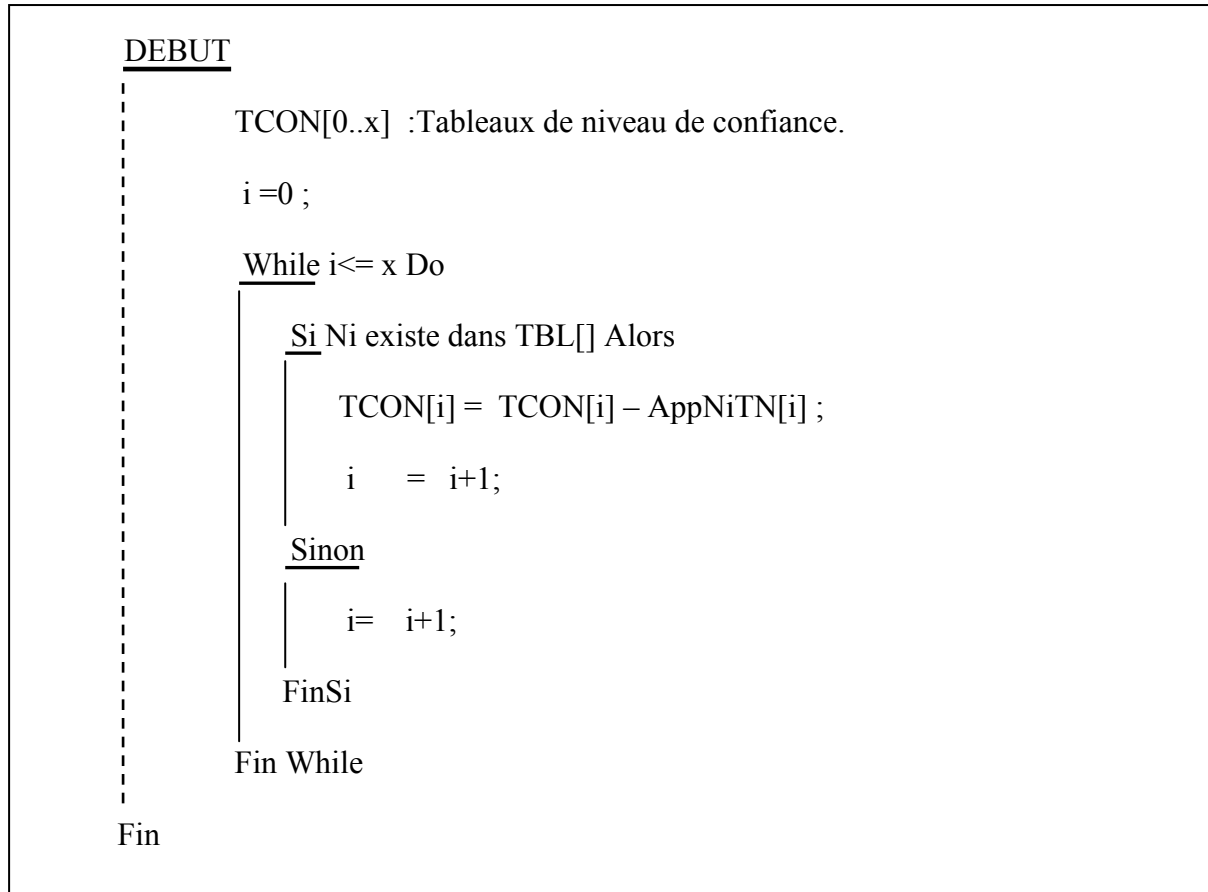 DEBUT
TCON[0..x] :Tableaux de niveau de confiance.
i =0 ;
While i<= x Do
Si Ni existe dans TBL[] Alors
TCON[i] = TCON[i] – AppNiTN[i] ;
i = i+1;
Sinon
i= i+1;
FinSi
Fin While
Fin